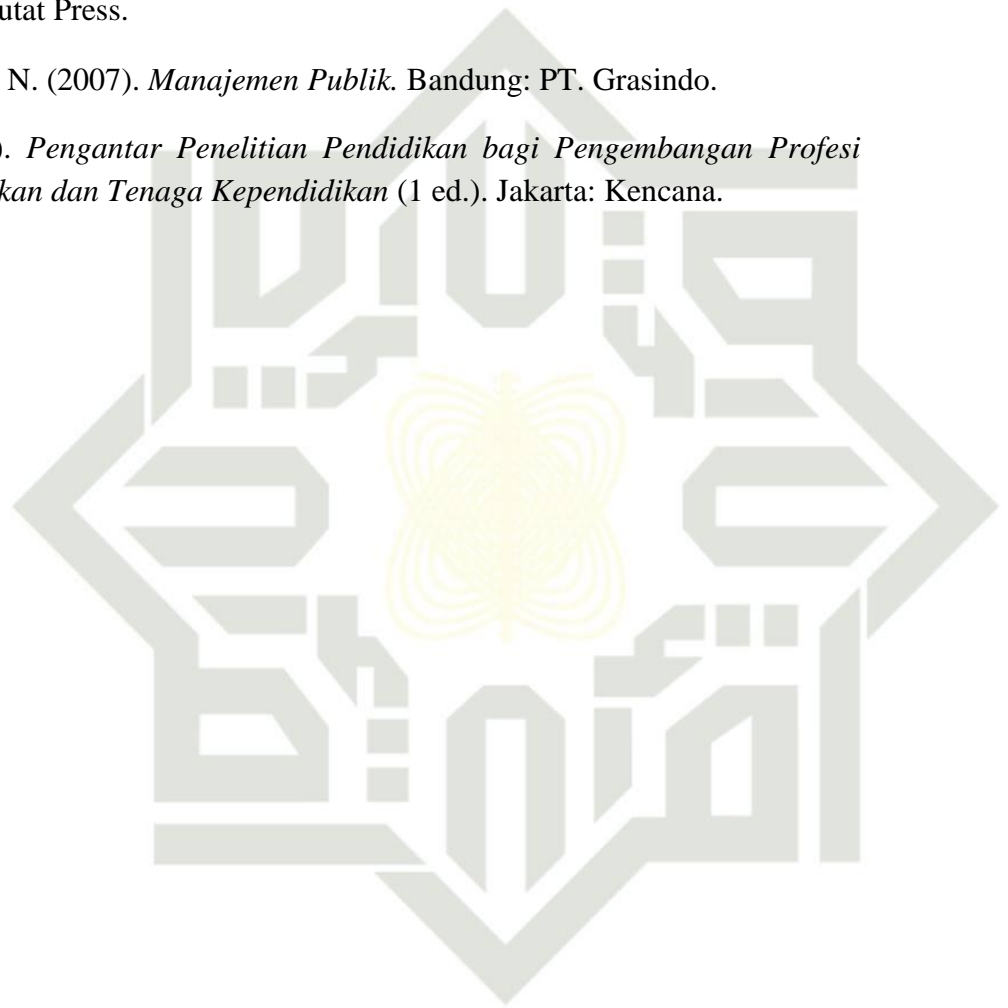 utat Press.
N. (2007). Manajemen Publik. Bandung: PT. Grasindo.
). Pengantar Penelitian Pendidikan bagi Pengembangan Profesi
kan dan Tenaga Kependidikan (1 ed.). Jakarta: Kencana.